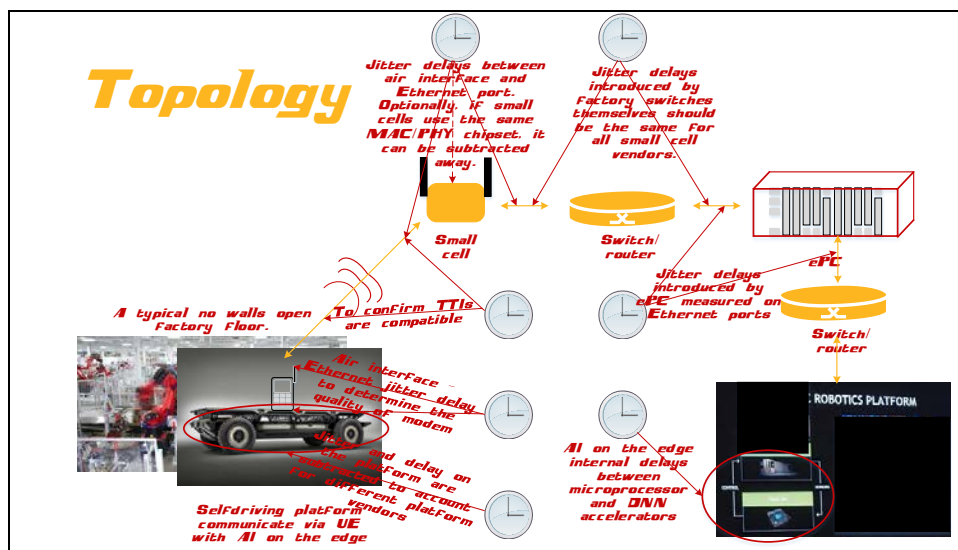 Topology
Jitter delays between
air interface and
Ethernet port.
Optionally, if small
cells use the same
MAC/PHY chipset, it
can be subtracted
away.
Jitter delays
introduced by
factory switches
themselves should
be the same for
all small cell
vendors.
Small
cell
Switch/
router
ePC
Jitter delays
introduced by
ePC measured on
Ethernet ports
Switch/
router
A typical no walls open
Factory Floor.
To confirm TTIs
are compatible
Air interface -
Ethernet jitter delay
to determine the
quality of modem
Jitter and delay on
the platform are
subtracted to account
for different platform
vendors
Selfdriving platform
communicate via UE
with AI on the edge
AI on the edge
internal delays
between
microprocessor
and DNN
accelerators
ROBOTICS PLATFORM
CONTROL